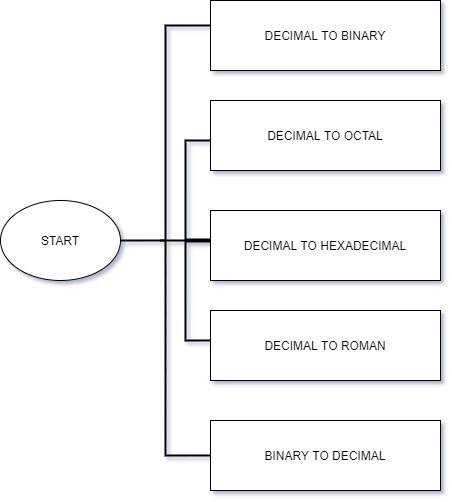 DECIMAL TO BINARY
DECIMAL TO OCTAL
START
DECIMAL TO HEXADECIMAL
DECIMAL TO ROMAN
BINARY TO DECIMAL